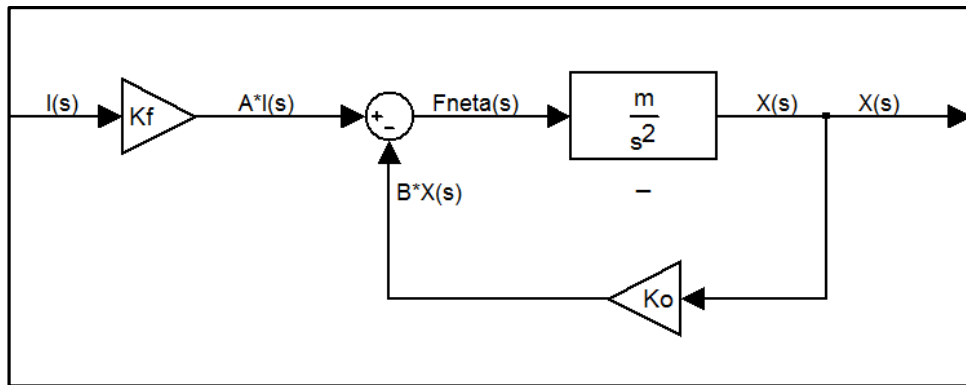 I(s)
Kf
A*I(s)
+
-
Fneta(s)
m
s2
X(s)
X(s)
-
B*X(s)
Ko